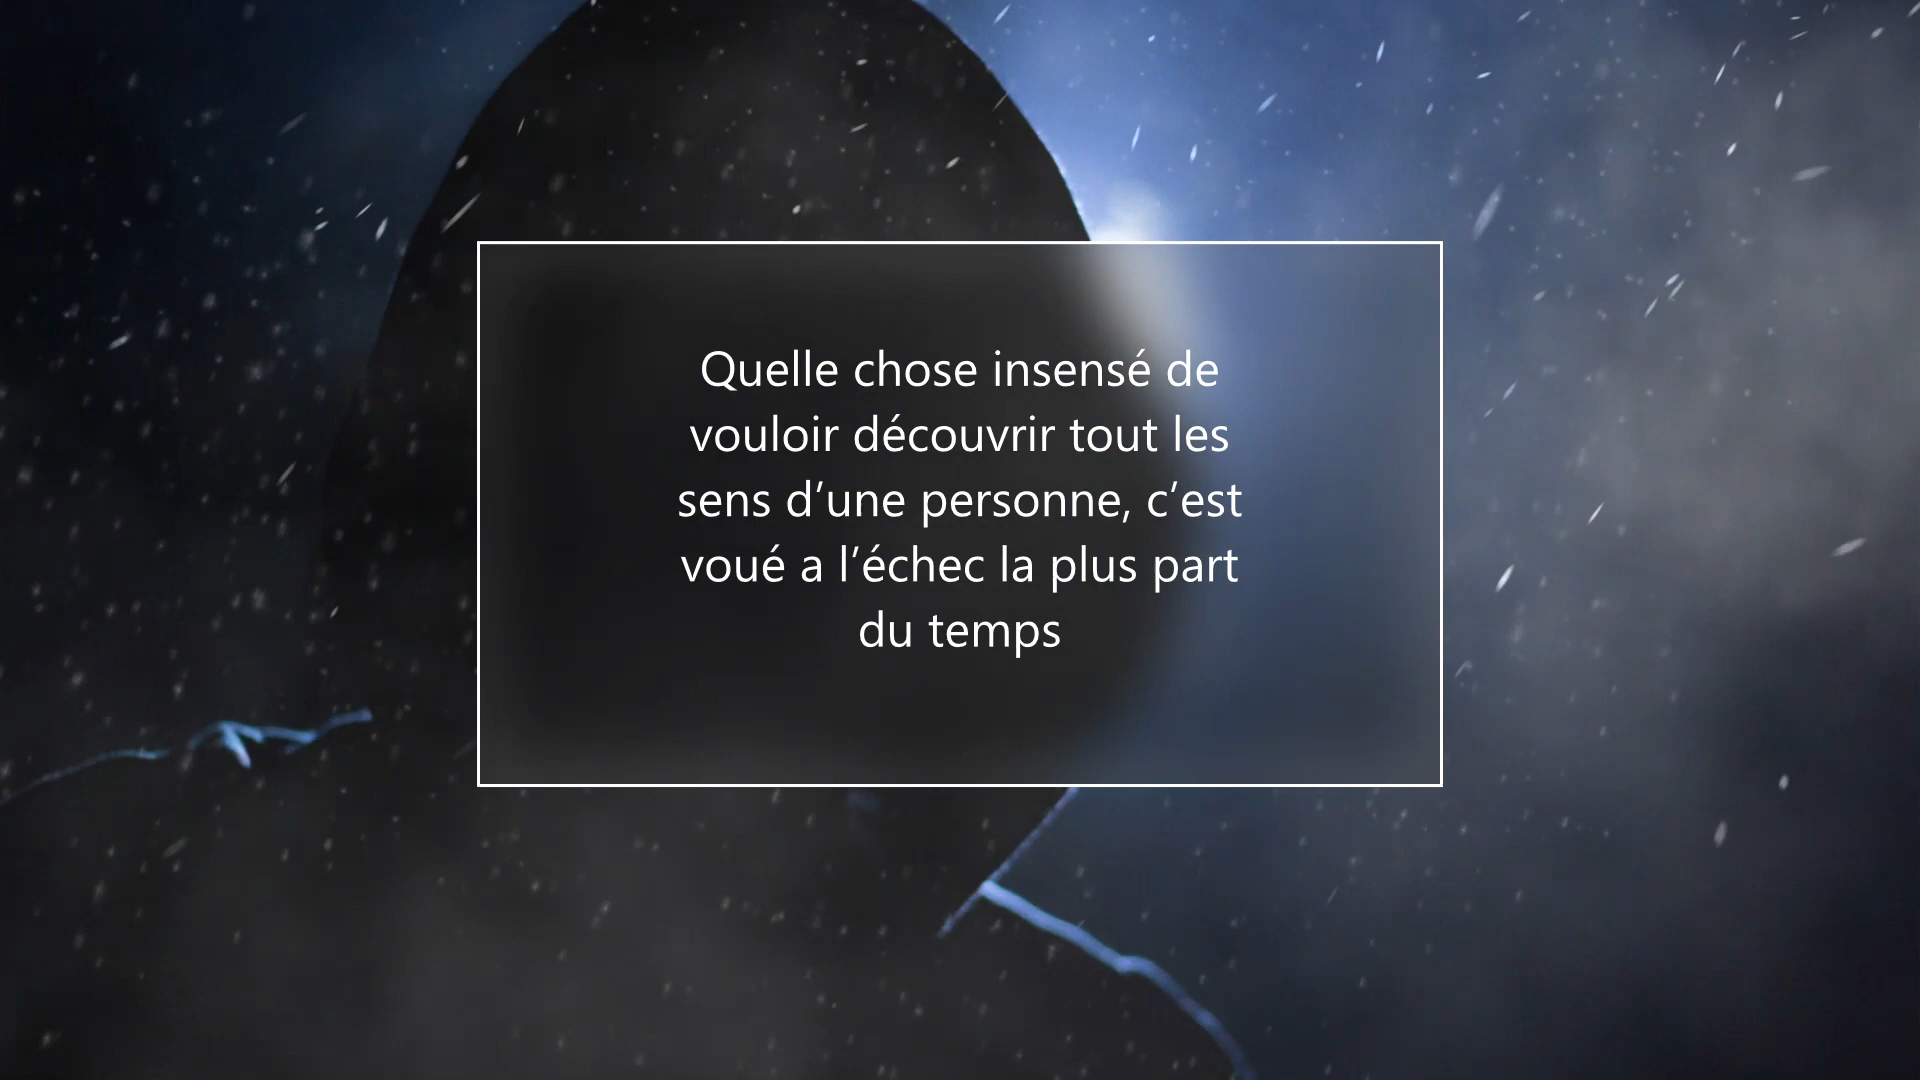 Quelle chose insensé de
vouloir découvrir tout les
sens d’une personne, c’est
voué a l’échec la plus part
du temps